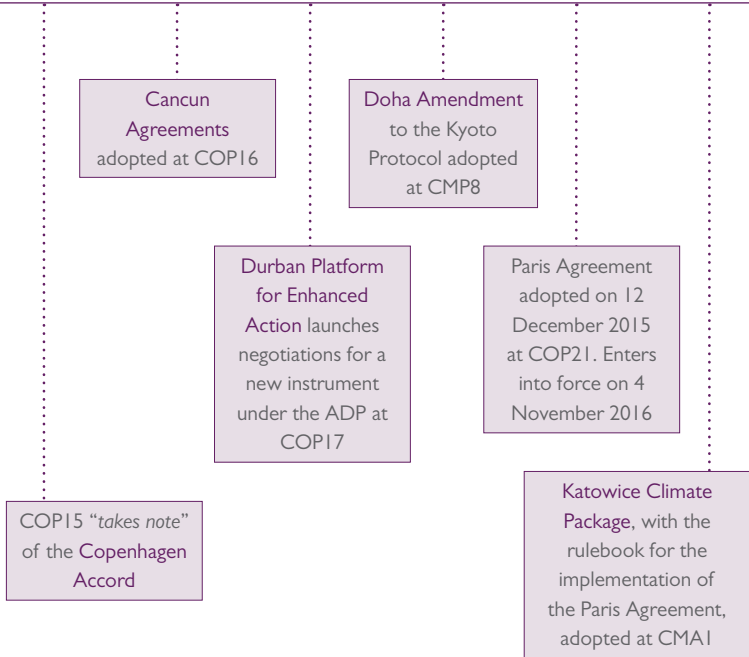 Cancun
Agreements
adopted at COP16
Doha Amendment
to the Kyoto
Protocol adopted
at CMP8
Durban Platform
for Enhanced
Action launches
negotiations for a
new instrument
under the ADP at
COP17
Paris Agreement
adopted on 12
December 2015
at COP21. Enters
into force on 4
November 2016
COP15 “takes note”
of the Copenhagen
Accord
Katowice Climate
Package, with the
rulebook for the
implementation of
the Paris Agreement,
adopted at CMA1